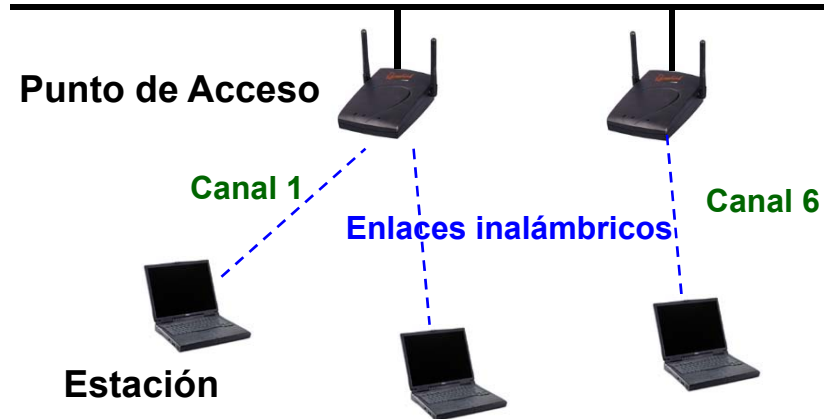 Punto de Acceso
Canal 1
Canal 6
Enlaces inalámbricos
Estación